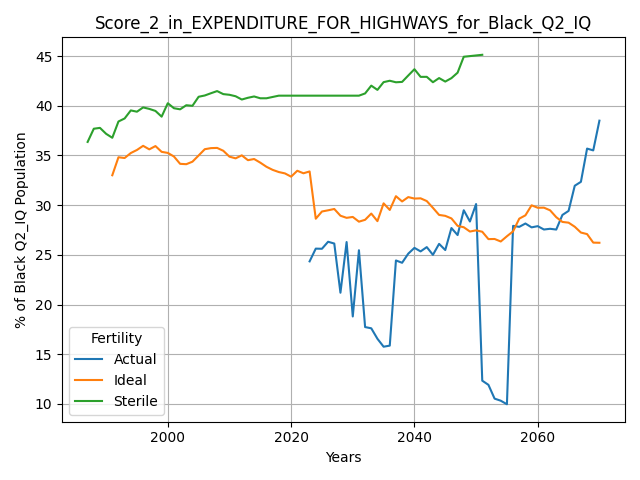 Score_2_in_EXPENDITURE_FOR_HIGHWAYS_for_Black_Q2_IQ
% of Black Q2_IQ Population
45
40
35
30
25
20
15
10
Fertility
Actual
Ideal
Sterile
2000 2020 2040 2060
Years